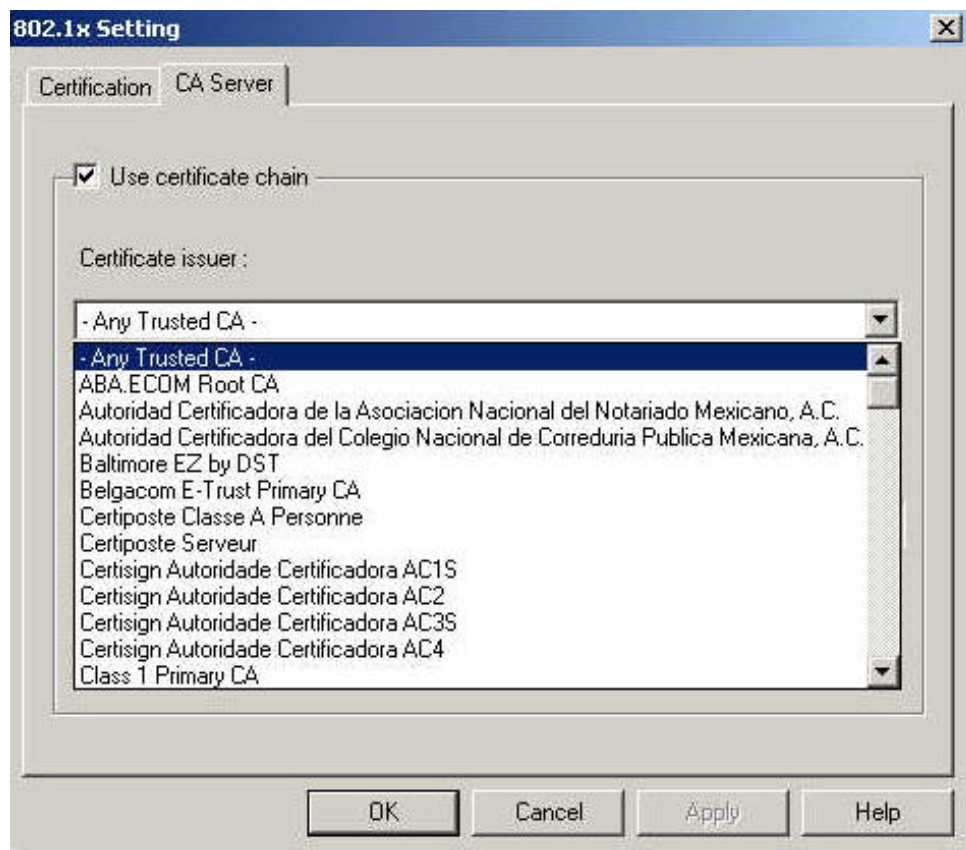 802.1x Setting
Certification
CA Server
Use certificate chain
Certificate issuer :
- Any Trusted CA -
- Any Trusted CA -
ABA.ECOM Root CA
Autoridad Certificadora de la Asociacion Nacional del Notariado Mexicano, A.C.
Autoridad Certificadora del Colegio Nacional de Correduria Publica Mexicana, A.C.
Baltimore EZ by DST
Belgacom E-Trust Primary CA
Certiposte Classe A Personne
Certiposte Serveur
Certisign Autoridade Certificadora AC1S
Certisign Autoridade Certificadora AC2
Certisign Autoridade Certificadora AC3S
Certisign Autoridade Certificadora AC4
Class 1 Primary CA
OK
Cancel
Apply
Help